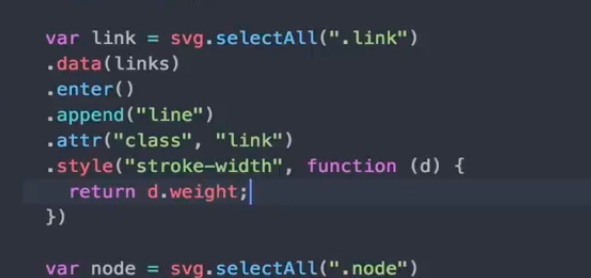 var link = svg.selectAll(".link")
.data(links)
.enter()
.append("line")
.attr("class", "link")
.style("stroke-width", function (d) {
  return d.weight;
})
var node = svg.selectAll(".node")